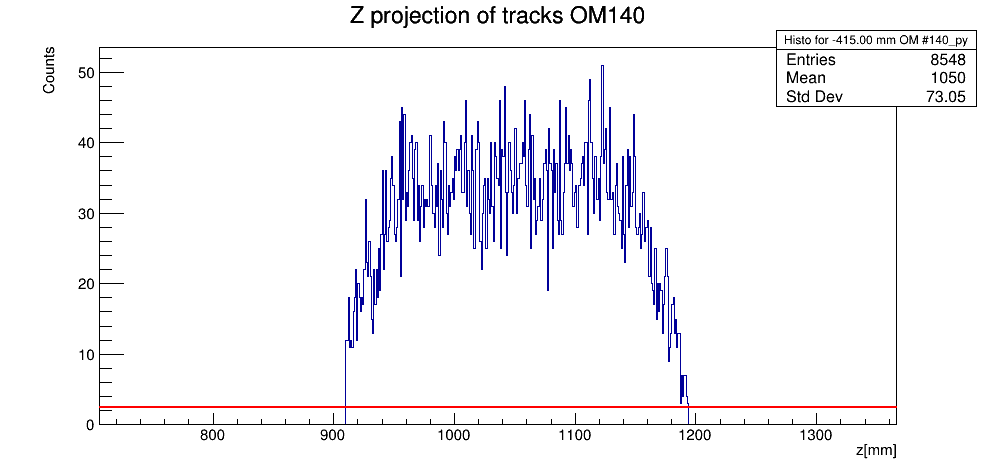 Z projection of tracks OM140
Histo for -415.00 mm OM #140_py
Entries 8548
Mean 1050
Std Dev 73.05
Counts
50
40
30
20
10
0
800 900 1000 1100 1200 1300
z[mm]